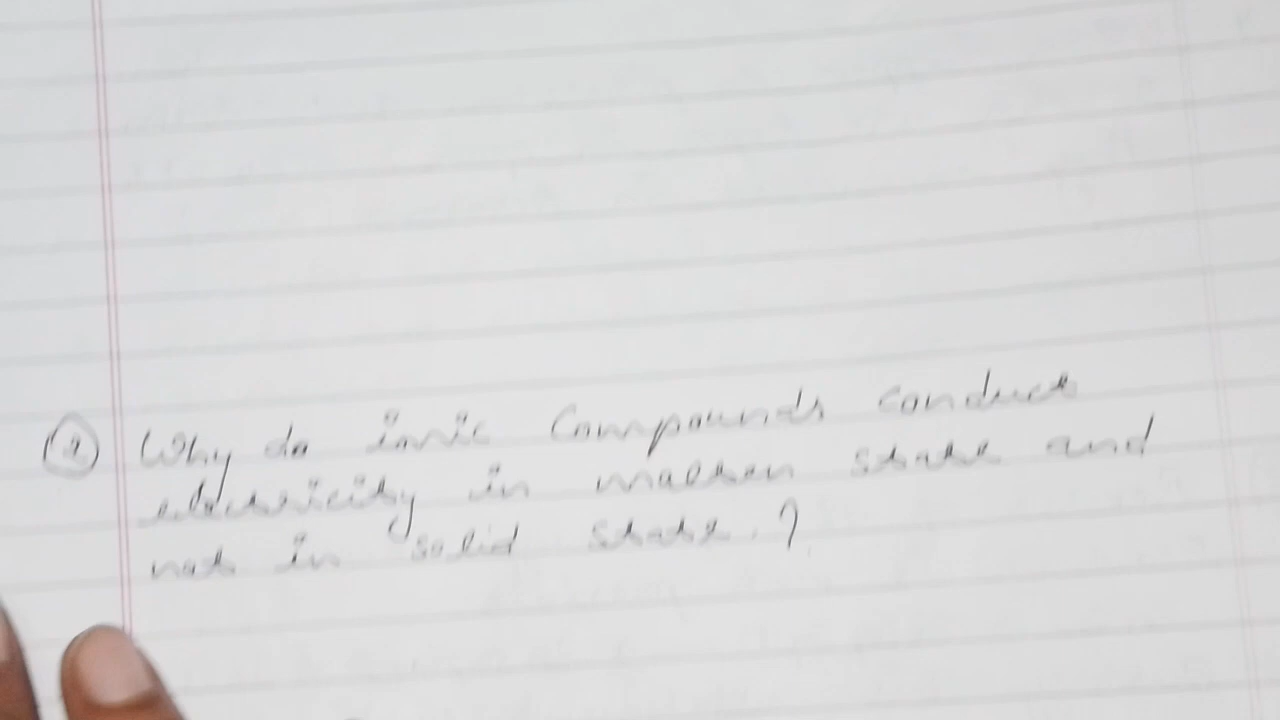 (2) Why do ionic Compounds conduct
electricity in molten state and
not in solid state.?